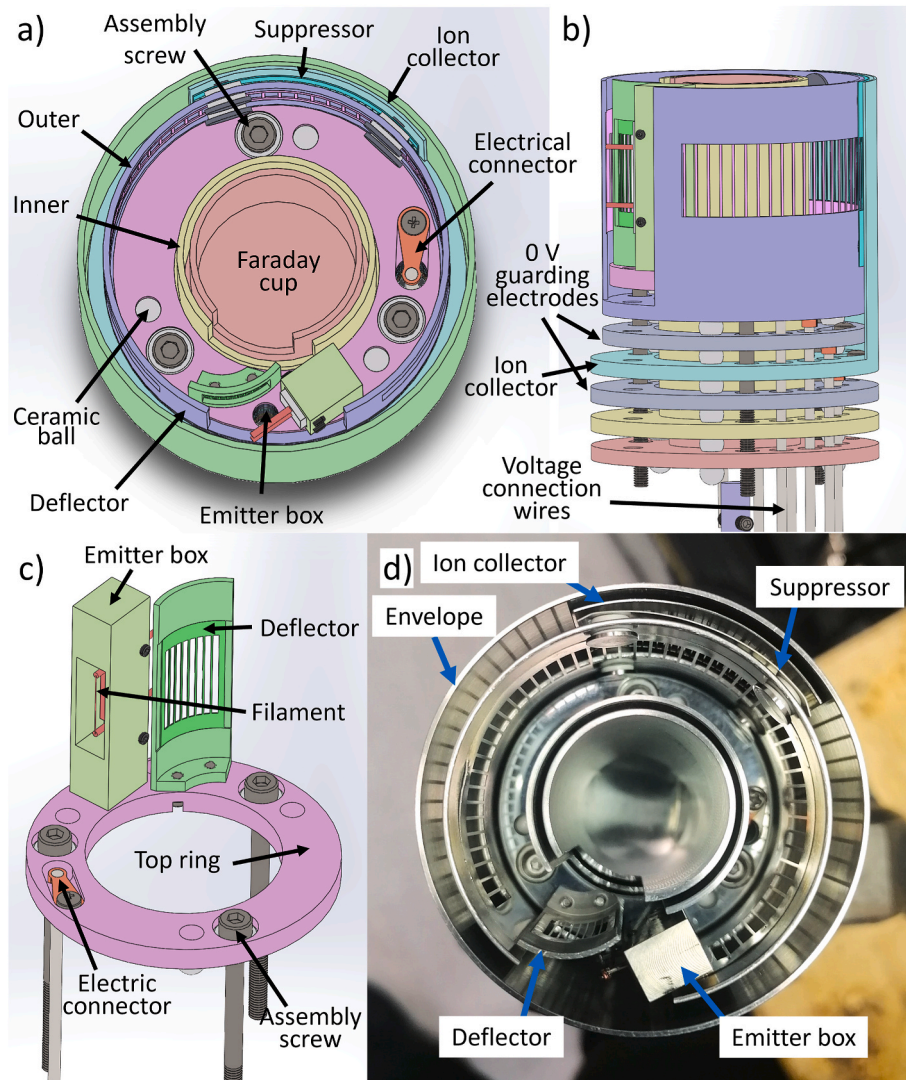 a)
Assembly
screw
Suppressor
Ion
collector
Outer
Electrical
connector
Inner
Faraday
cup
Ceramic
ball
Deflector
Emitter box
b)
0 V
guarding
electrodes
Ion
collector
Voltage
connection
wires
c)
Emitter box
Deflector
Filament
Top ring
Electric
connector
Assembly
screw
d)
Ion collector
Suppressor
Envelope
Deflector
Emitter box